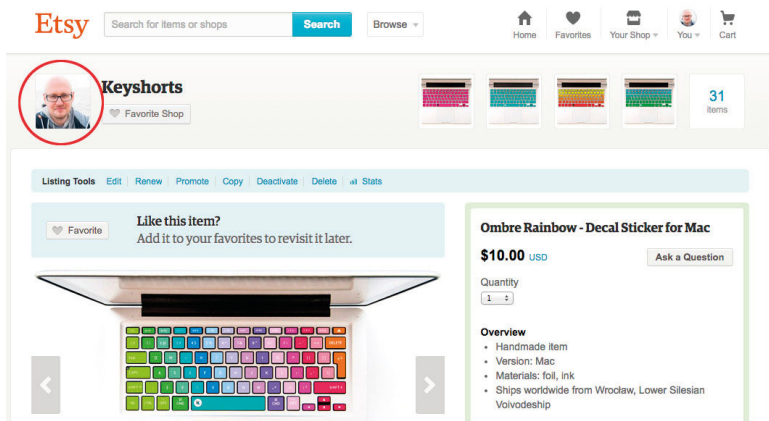 Etsy
Search for items or shops
Search
Browse
Home
Favorites
Your Shop
You
Cart
Keyshorts
Favorite Shop
31
items
Listing Tools Edit Renew Promote Copy Deactivate Delete Stats
Favorite
Like this item?
Add it to your favorites to revisit it later.
Ombre Rainbow - Decal Sticker for Mac
$10.00 USD
Ask a Question
Quantity
1
Overview
Handmade item
Version: Mac
Materials: foil, ink
Ships worldwide from Wrocław, Lower Silesian
Voivodeship